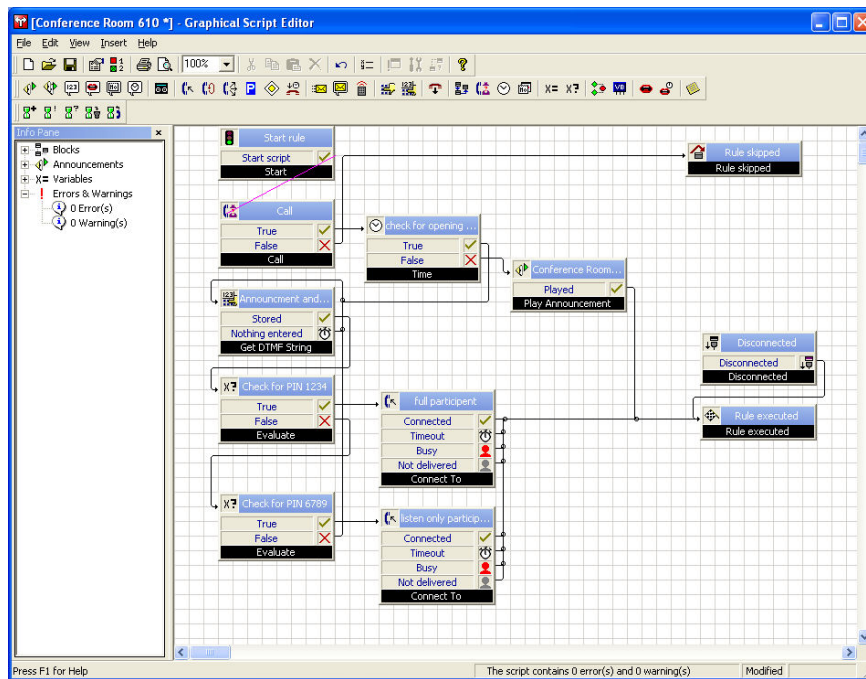 [Conference Room 610 *] - Graphical Script Editor
File Edit View Insert Help
100%
Info Pane
Blocks
Announcements
X= Variables
Errors & Warnings
0 Error(s)
0 Warning(s)
Start rule
Start script
Start
Rule skipped
Rule skipped
Call
True
False
Call
check for opening ...
True
False
Time
Conference Room...
Played
Play Announcement
Announcment and...
Stored
Nothing entered
Get DTMF String
Disconnected
Disconnected
Disconnected
X? Check for PIN 1234
True
False
Evaluate
full participant
Connected
Timeout
Busy
Not delivered
Connect To
Rule executed
Rule executed
X? Check for PIN 6789
True
False
Evaluate
listen only particip...
Connected
Timeout
Busy
Not delivered
Connect To
Press F1 for Help
The script contains 0 error(s) and 0 warning(s)
Modified